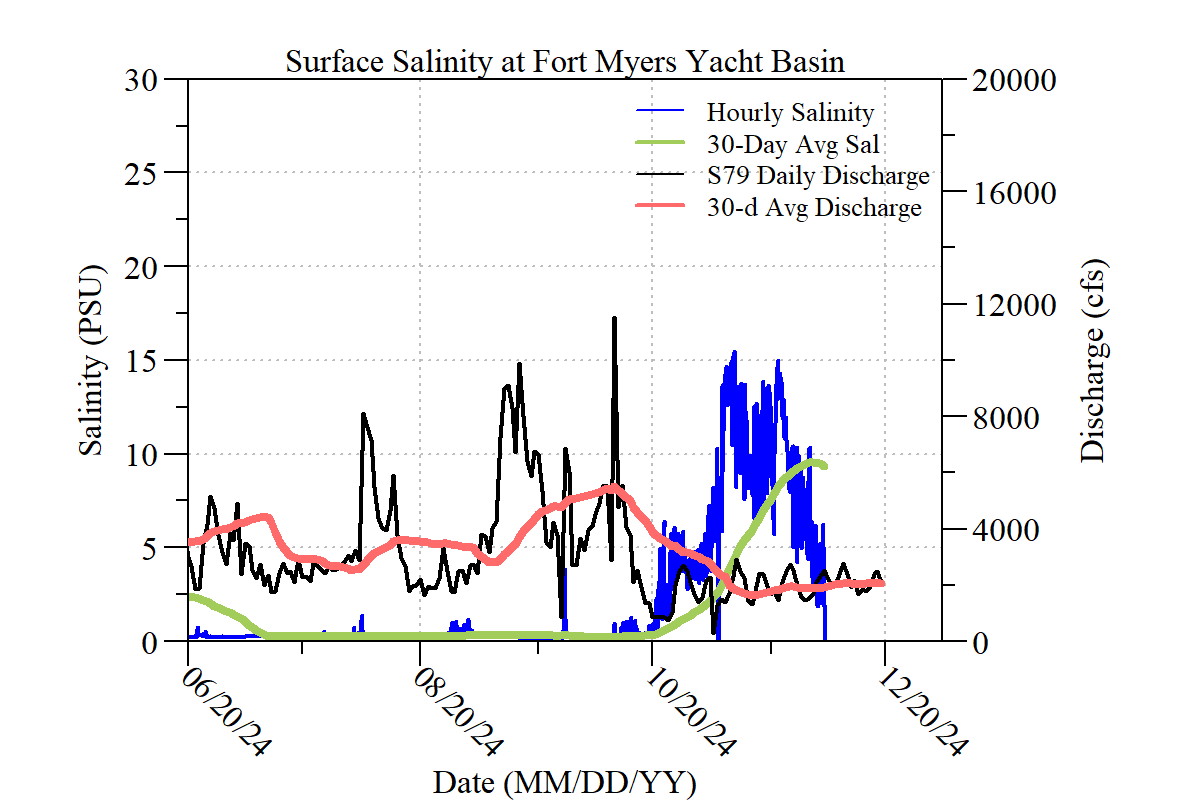 Surface Salinity at Fort Myers Yacht Basin
30
25
20
15
10
5
0
Salinity (PSU)
Hourly Salinity
30-Day Avg Sal
S79 Daily Discharge
30-d Avg Discharge
20000
16000
12000
8000
4000
0
Discharge (cfs)
06/20/24
08/20/24
10/20/24
12/20/24
Date (MM/DD/YY)